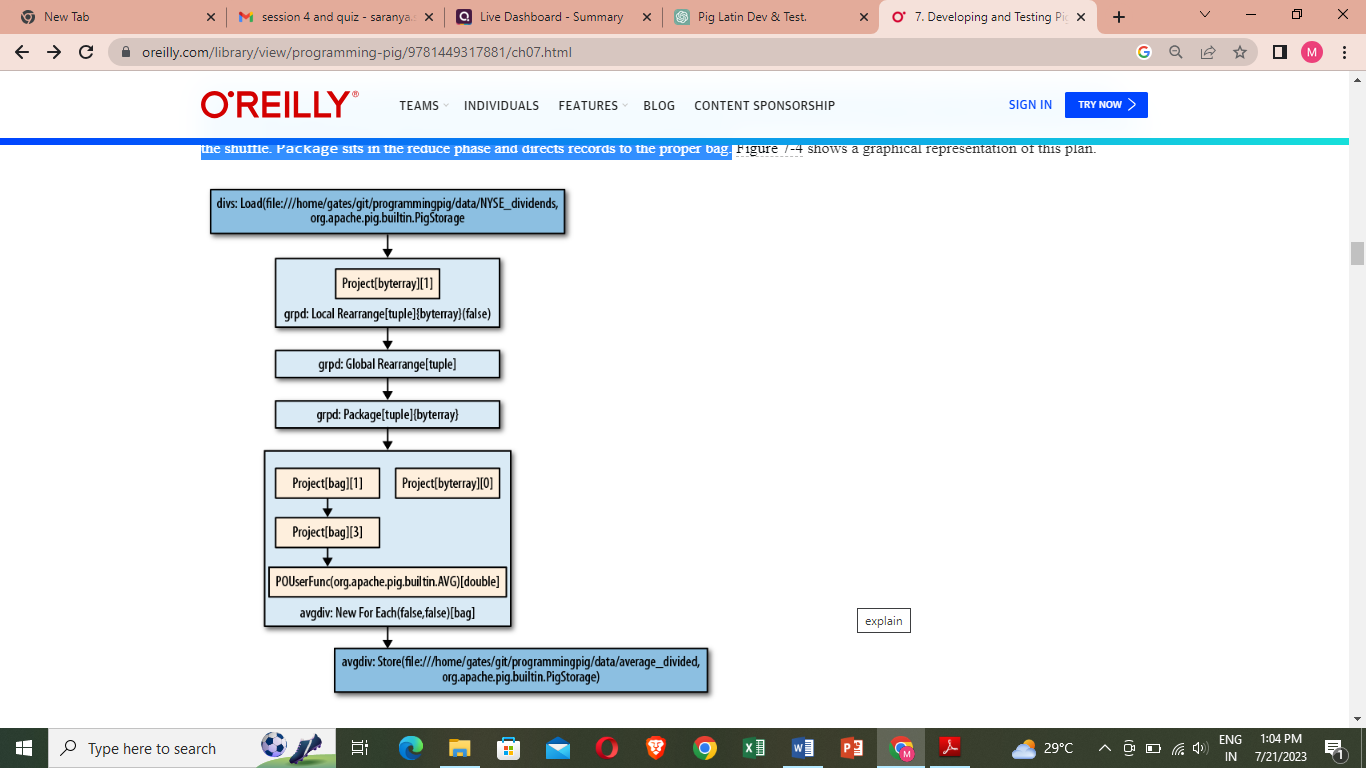 New Tab
session 4 and quiz - saranya.s
Live Dashboard - Summary
Pig Latin Dev & Test.
7. Developing and Testing Pig
oreilly.com/library/view/programming-pig/9781449317881/ch07.html
M
O'REILLY®
TEAMS INDIVIDUALS FEATURES BLOG CONTENT SPONSORSHIP
SIGN IN
TRY NOW
the shuffle. Package sits in the reduce phase and directs records to the proper bag. Figure 7-4 shows a graphical representation of this plan.
divs: Load(file:///home/gates/git/programmingpig/data/NYSE_dividends,
org.apache.pig.builtin.PigStorage
Project[byterray][1]
grpd: Local Rearrange[tuple]{byterray}(false)
grpd: Global Rearrange[tuple]
grpd: Package[tuple]{byterray}
Project[bag][1] Project[byterray][0]
Project[bag][3]
POUserFunc(org.apache.pig.builtin.AVG)[double]
avgdiv: New For Each(false,false)[bag]
explain
avgdiv: Store(file:///home/gates/git/programmingpig/data/average_divided,
org.apache.pig.builtin.PigStorage)
Type here to search
29°C
ENG
IN
1:04 PM
7/21/2023
1